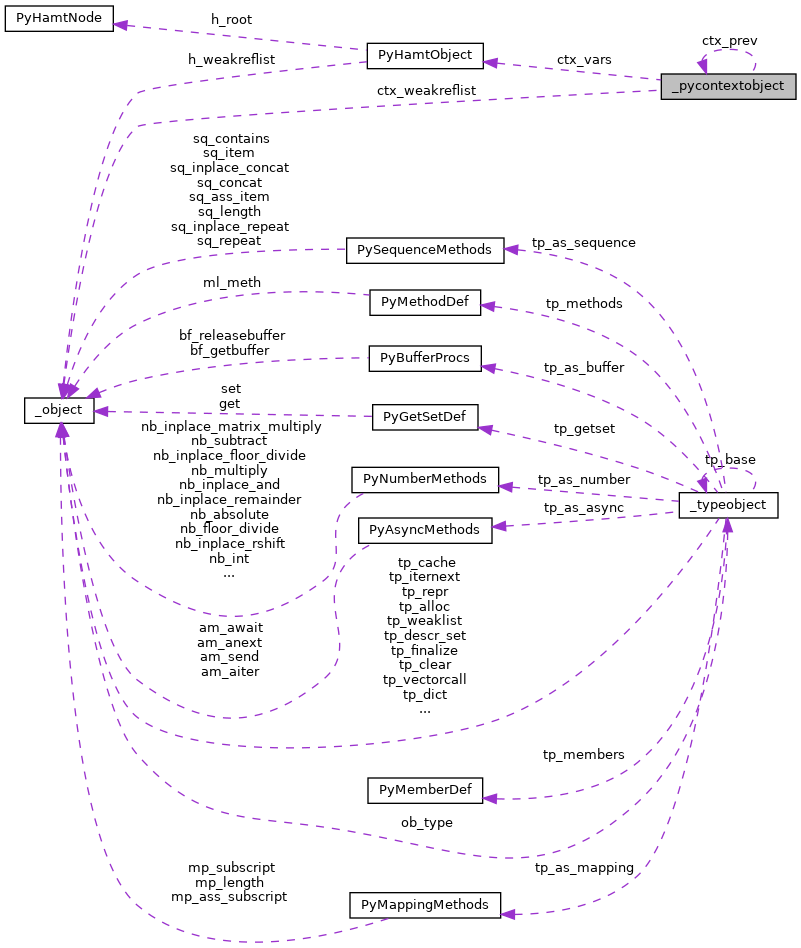 PyHamtNode
h_root
ctx_prev
PyHamtObject
h_weakreflist
ctx_vars
_pycontextobject
ctx_weakreflist
sq_contains
sq_item
sq_inplace_concat
sq_concat
sq_ass_item
sq_length
sq_inplace_repeat
sq_repeat
PySequenceMethods
tp_as_sequence
ml_meth
PyMethodDef
tp_methods
bf_releasebuffer
bf_getbuffer
PyBufferProcs
tp_as_buffer
set
get
_object
PyGetSetDef
tp_getset
nb_inplace_matrix_multiply
nb_subtract
nb_inplace_floor_divide
nb_multiply
nb_inplace_and
nb_inplace_remainder
nb_absolute
nb_floor_divide
nb_inplace_rshift
nb_int
...
tp_base
PyNumberMethods
tp_as_number
_typeobject
PyAsyncMethods
tp_as_async
am_await
am_anext
am_send
am_aiter
tp_cache
tp_iternext
tp_repr
tp_alloc
tp_weaklist
tp_descr_set
tp_finalize
tp_clear
tp_vectorcall
tp_dict
...
tp_members
PyMemberDef
ob_type
mp_subscript
mp_length
mp_ass_subscript
tp_as_mapping
PyMappingMethods